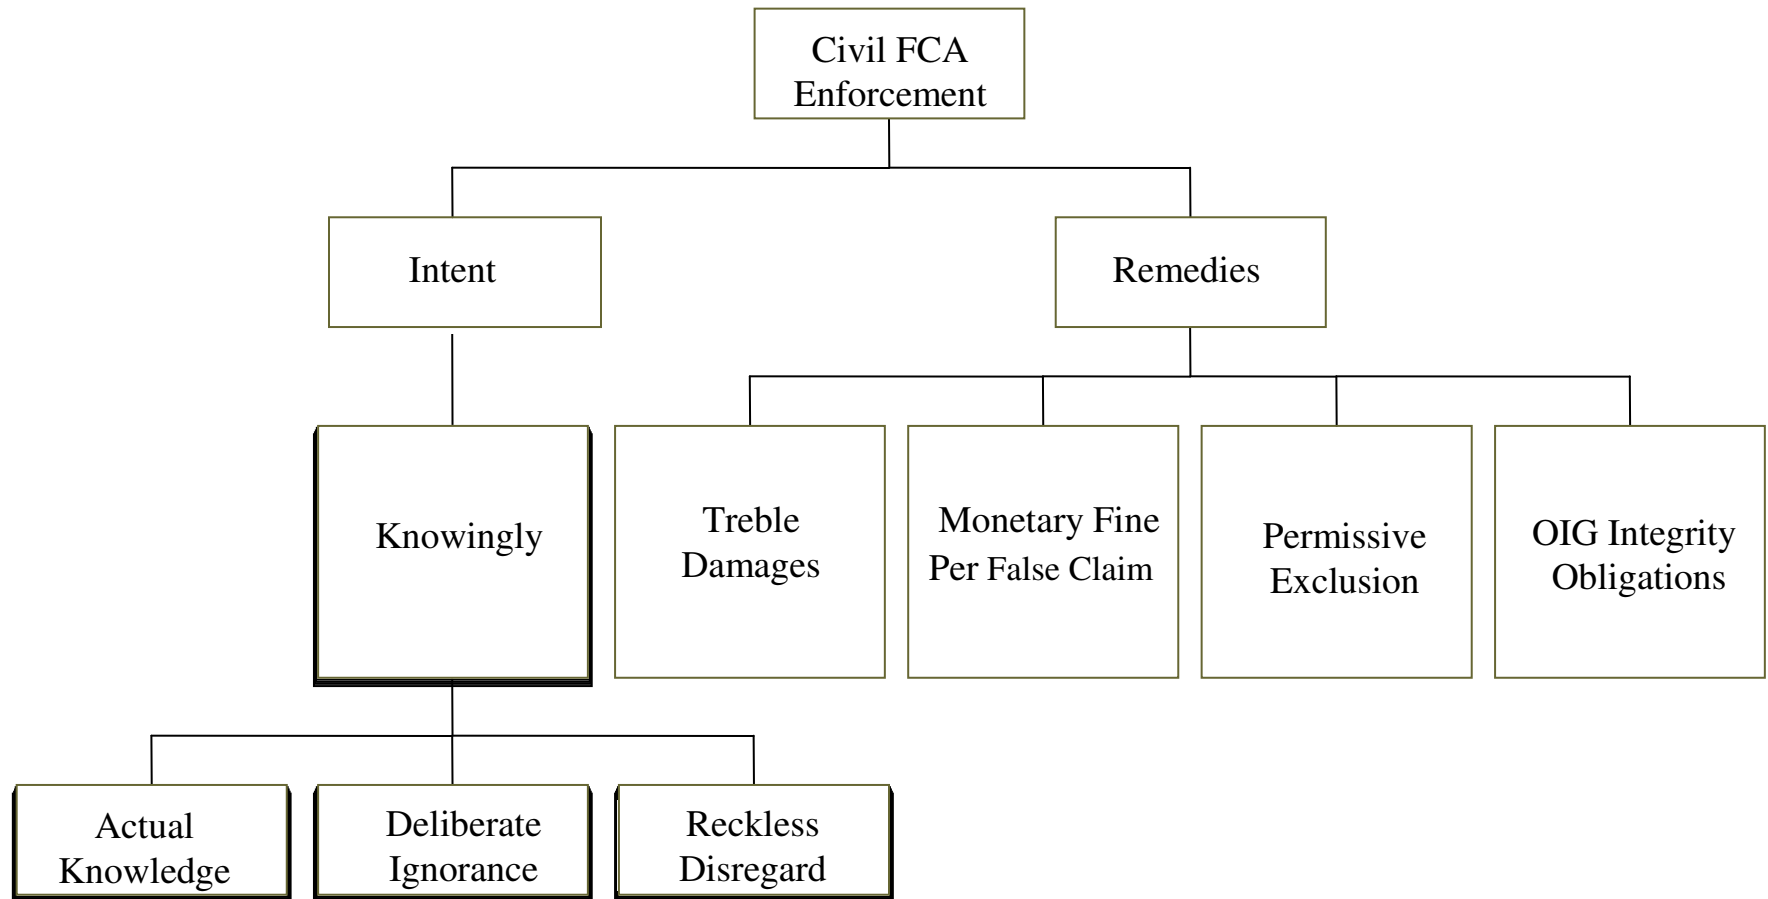 Civil FCA
Enforcement
Intent
Remedies
Knowingly
Treble
Damages
Monetary Fine
Per False Claim
Permissive
Exclusion
OIG Integrity
Obligations
Actual
Knowledge
Deliberate
Ignorance
Reckless
Disregard